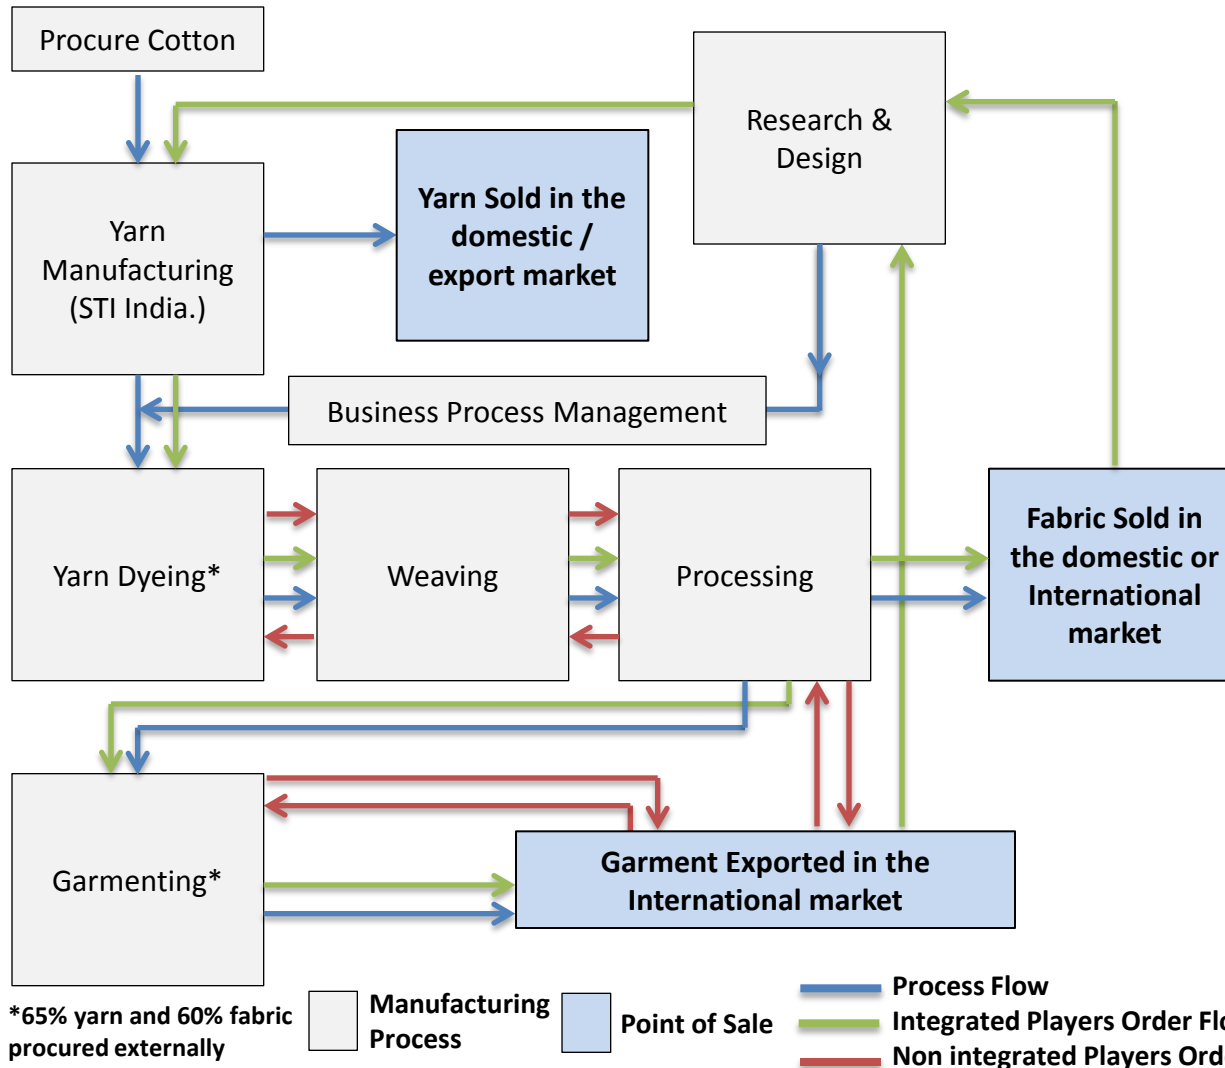 Procure Cotton
Research &
Design
Yarn
Manufacturing
(STI India.)
Yarn Sold in the
domestic /
export market
Business Process Management
Yarn Dyeing*
Weaving
Processing
Fabric Sold in
the domestic or
International
market
Garmenting*
Garment Exported in the
International market
*65% yarn and 60% fabric
procured externally
Manufacturing
Process
Point of Sale
Process Flow
Integrated Players Order Flo
Non integrated Players Ord